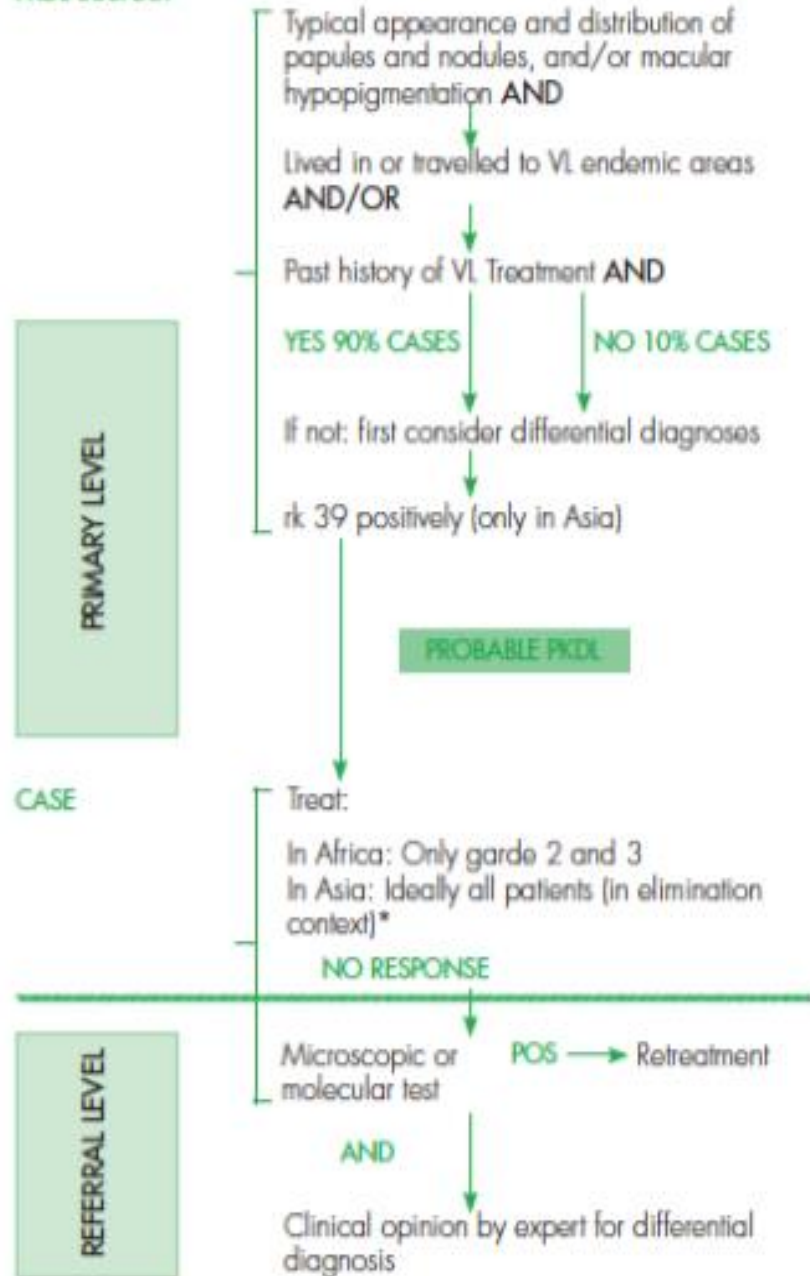 Typical appearance and distribution of
papules and nodules, and/or macular
hypopigmentation AND
Lived in or travelled to VL endemic areas
AND/OR
Past history of VL Treatment AND
YES 90% CASES
NO 10% CASES
If not: first consider differential diagnoses
rk 39 positively (only in Asia)
PRIMARY LEVEL
PROBABLE PKDL
CASE
Treat:
In Africa: Only garde 2 and 3
In Asia: Ideally all patients (in elimination
context)*
NO RESPONSE
REFERRAL LEVEL
Microscopic or
molecular test
POS
Retreatment
AND
Clinical opinion by expert for differential
diagnosis